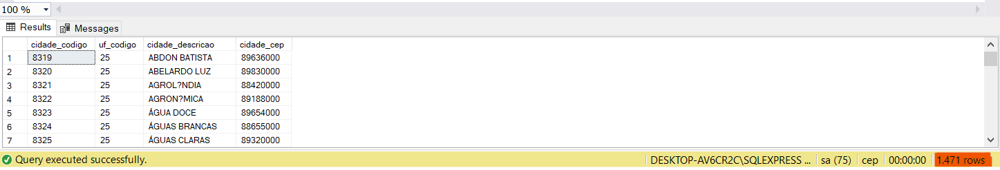 100 %
Results Messages
cidade_codigo uf_codigo cidade_descricao cidade_cep
1 8319 25 ABDON BATISTA 89636000
2 8320 25 ABELARDO LUZ 89830000
3 8321 25 AGROL?NDIA 88420000
4 8322 25 AGRON?MICA 89188000
5 8323 25 ÁGUA DOCE 89654000
6 8324 25 ÁGUAS BRANCAS 88655000
7 8325 25 ÁGUAS CLARAS 89320000
Query executed successfully. DESKTOP-AV6CR2C\SQLEXPRESS ... sa (75) cep 00:00:00 1.471 rows